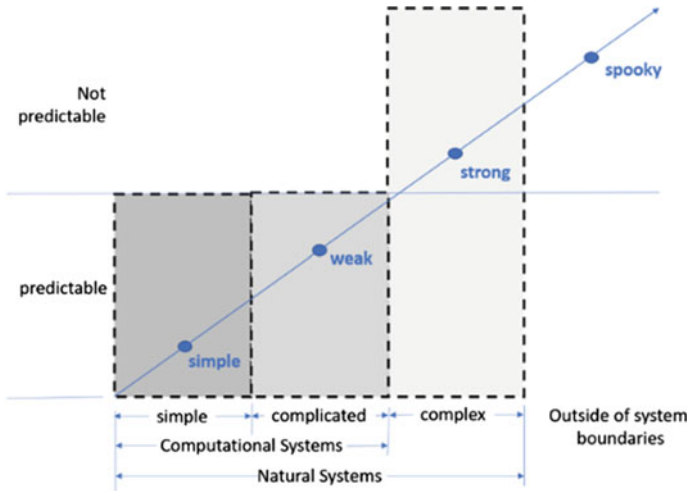 spooky
Not
predictable
strong
weak
predictable
simple
simple
complicated
complex
Outside of system
boundaries
Computational Systems
Natural Systems